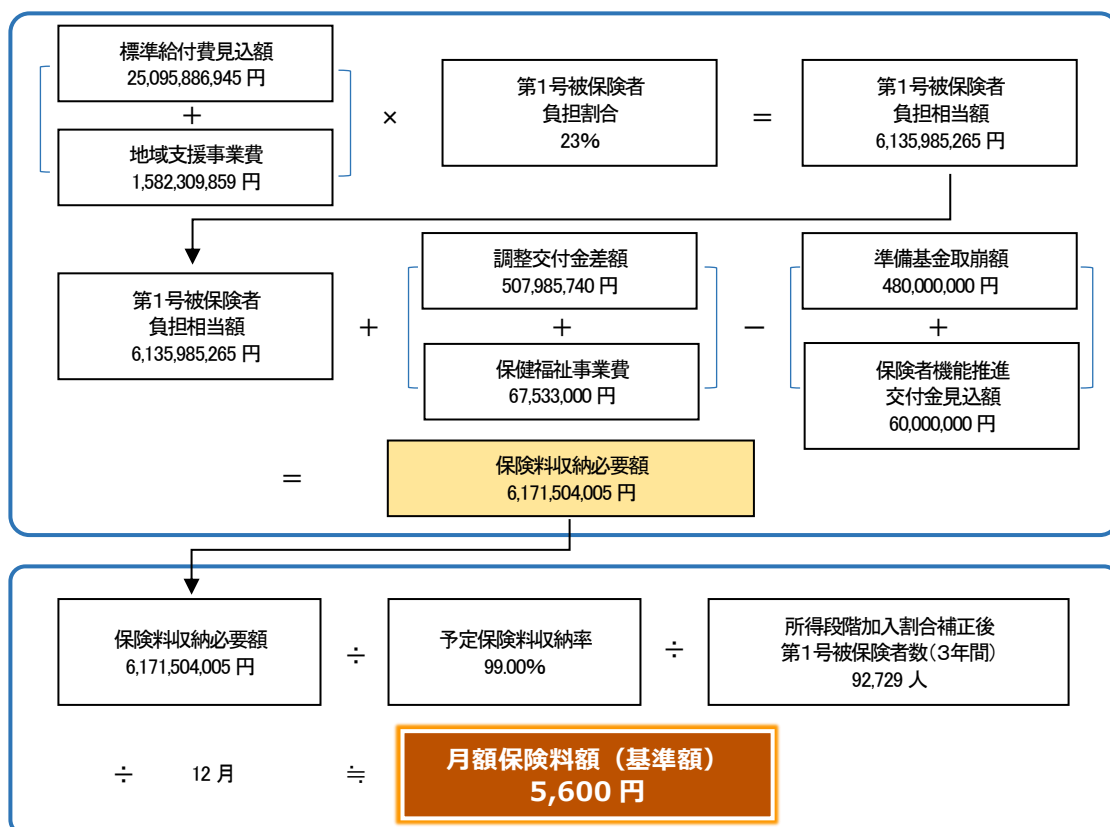 標準給付費見込額
25,095,886,945 円
＋
地域支援事業費
1,582,309,859 円
×
第1号被保険者
負担割合
23%
＝
第1号被保険者
負担相当額
6,135,985,265 円
第1号被保険者
負担相当額
6,135,985,265 円
＋
調整交付金差額
507,985,740 円
＋
保健福祉事業費
67,533,000 円
－
準備基金取崩額
480,000,000 円
＋
保険者機能推進
交付金見込額
60,000,000 円
＝
保険料収納必要額
6,171,504,005 円
保険料収納必要額
6,171,504,005 円
÷
予定保険料収納率
99.00%
÷
所得段階加入割合補正後
第1号被保険者数（3年間）
92,729 人
÷
12 月
≒
月額保険料額（基準額）
5,600 円